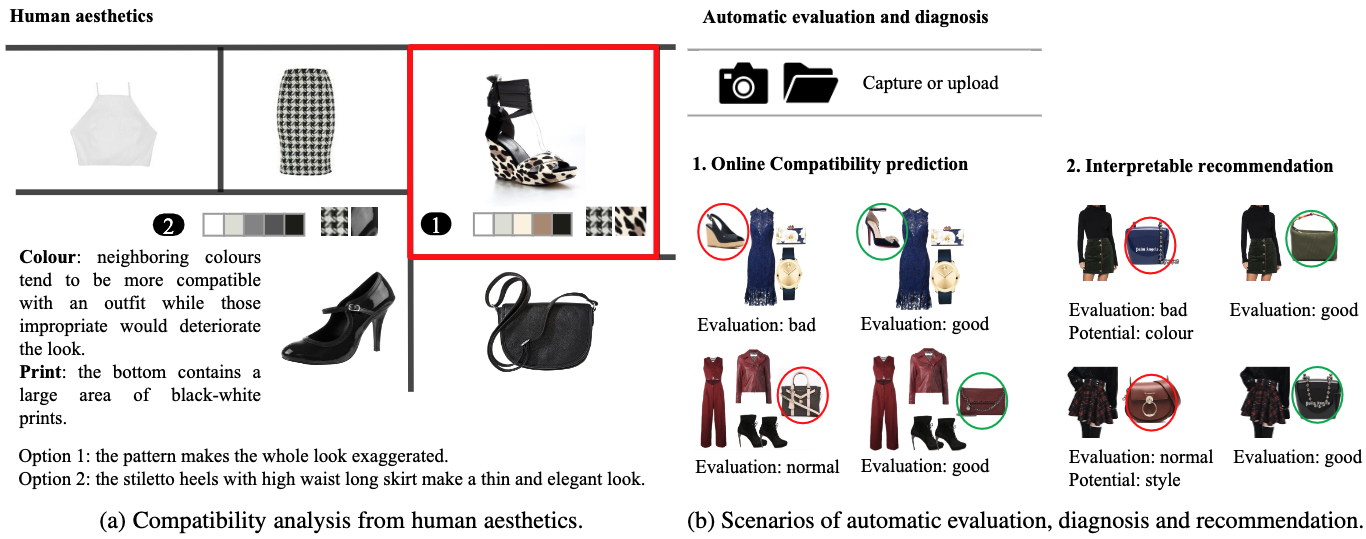 Human aesthetics
2
1
Colour: neighboring colours
tend to be more compatible
with an outfit while those
impropriate would deteriorate
the look.
Print: the bottom contains a
large area of black-white
prints.
Option 1: the pattern makes the whole look exaggerated.
Option 2: the stiletto heels with high waist long skirt make a thin and elegant look.
(a) Compatibility analysis from human aesthetics.
Automatic evaluation and diagnosis
Capture or upload
1. Online Compatibility prediction
Evaluation: bad
Evaluation: good
Evaluation: normal
Evaluation: good
2. Interpretable recommendation
Evaluation: bad
Potential: colour
Evaluation: good
Evaluation: normal
Potential: style
Evaluation: good
(b) Scenarios of automatic evaluation, diagnosis and recommendation.